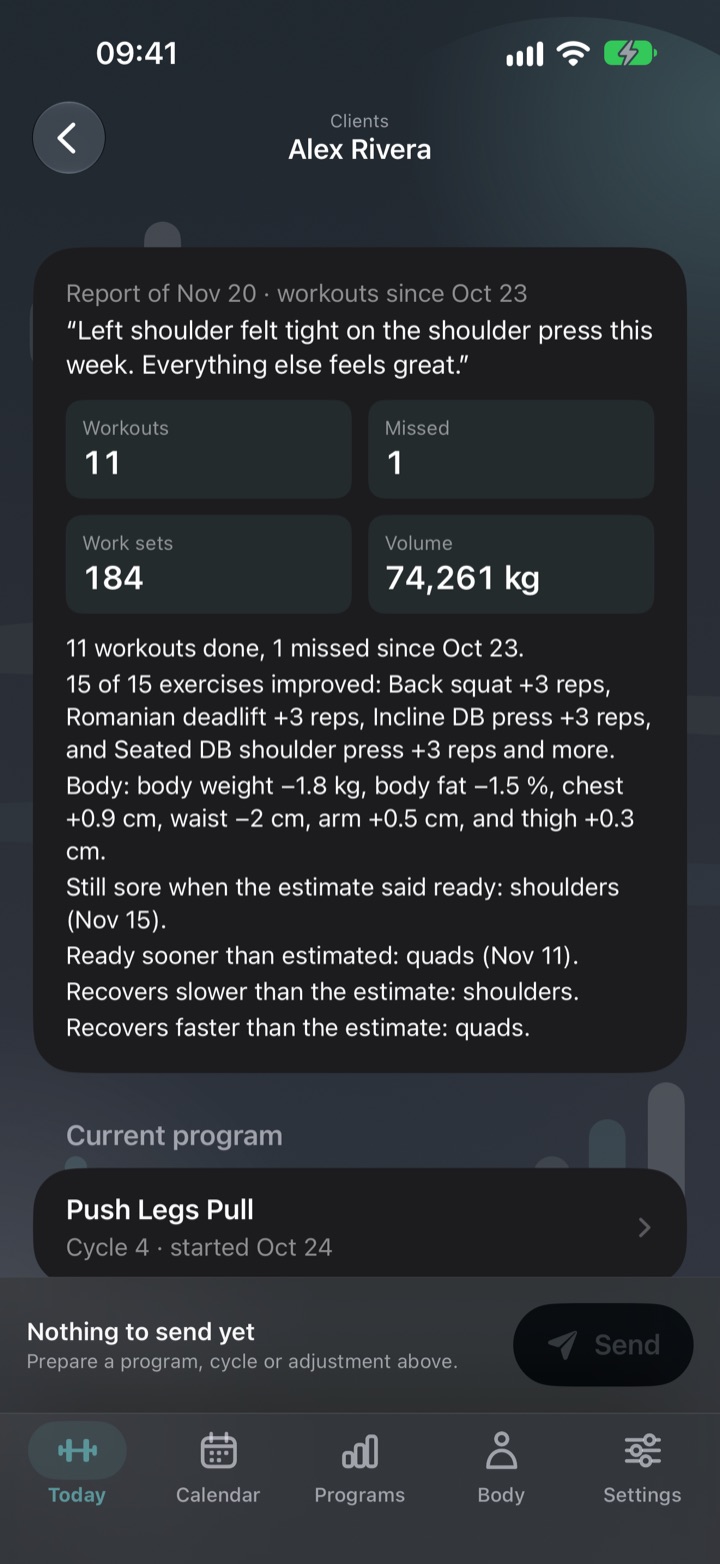 09:41
Clients
Alex Rivera
Report of Nov 20 · workouts since Oct 23
“Left shoulder felt tight on the shoulder press this
week. Everything else feels great.”
Workouts
11
Missed
1
Work sets
184
Volume
74,261 kg
11 workouts done, 1 missed since Oct 23.
15 of 15 exercises improved: Back squat +3 reps,
Romanian deadlift +3 reps, Incline DB press +3 reps,
and Seated DB shoulder press +3 reps and more.
Body: body weight −1.8 kg, body fat −1.5 %, chest
+0.9 cm, waist −2 cm, arm +0.5 cm, and thigh +0.3
cm.
Still sore when the estimate said ready: shoulders
(Nov 15).
Ready sooner than estimated: quads (Nov 11).
Recovers slower than the estimate: shoulders.
Recovers faster than the estimate: quads.
Current program
Push Legs Pull
Cycle 4 · started Oct 24
Nothing to send yet
Prepare a program, cycle or adjustment above.
Send
Today
Calendar
Programs
Body
Settings